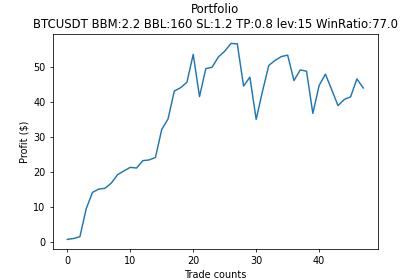 Portfolio
BTCUSDT BBM:2.2 BBL:160 SL:1.2 TP:0.8 lev:15 WinRatio:77.0
50
40
30
20
10
0
Profit ($)
0 10 20 30 40
Trade counts